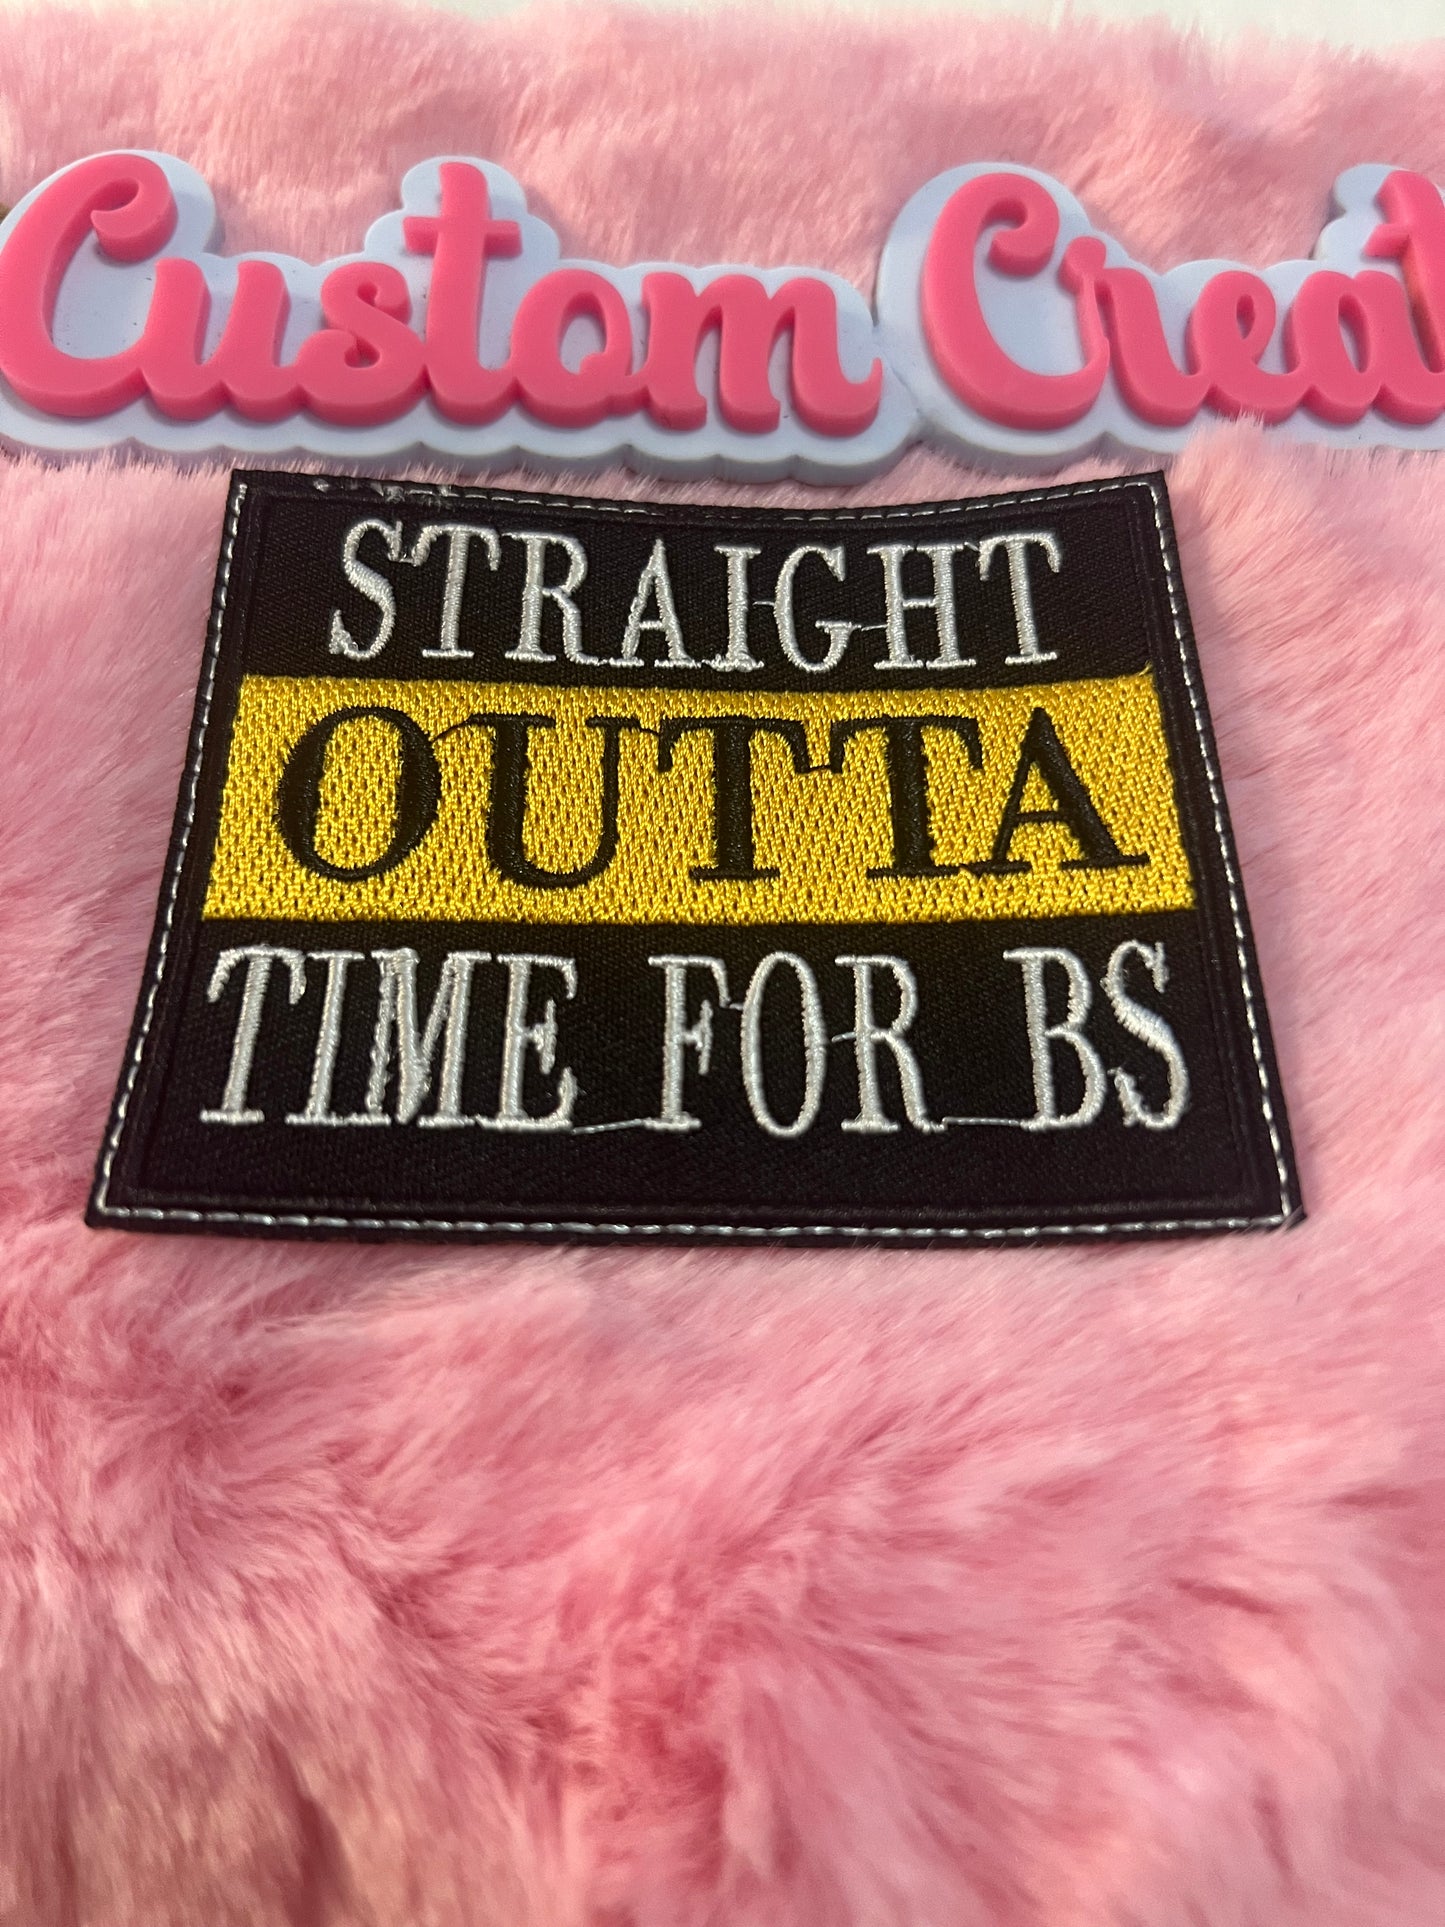 Custom Creat
STRAIGHT
OUTTA
TIME FOR BS